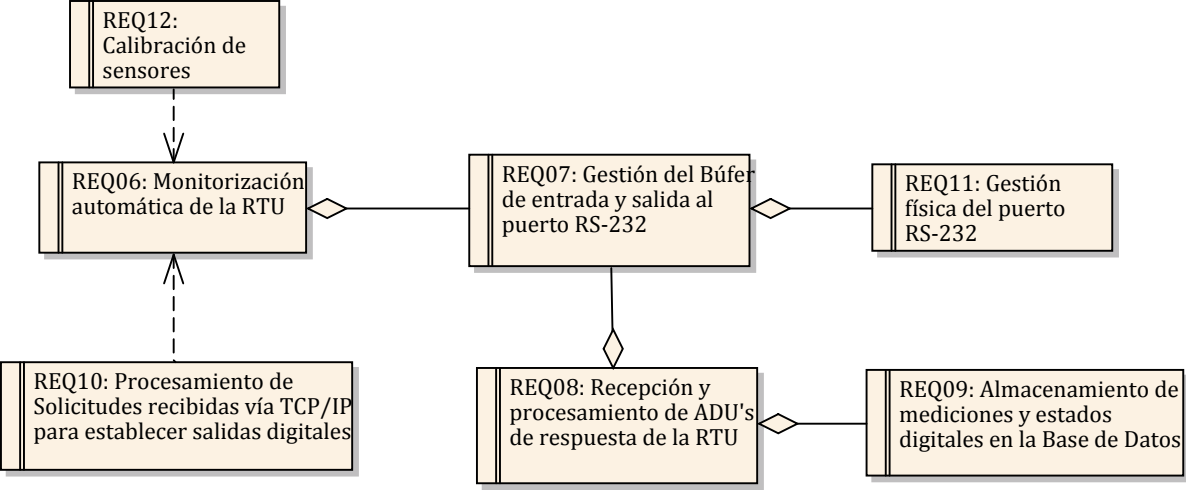 REQ12:
Calibración de
sensores
REQ06: Monitorización
automática de la RTU
REQ07: Gestión del Búfer
de entrada y salida al
puerto RS-232
REQ11: Gestión
física del puerto
RS-232
REQ10: Procesamiento de
Solicitudes recibidas vía TCP/IP
para establecer salidas digitales
REQ08: Recepción y
procesamiento de ADU's
de respuesta de la RTU
REQ09: Almacenamiento de
mediciones y estados
digitales en la Base de Datos